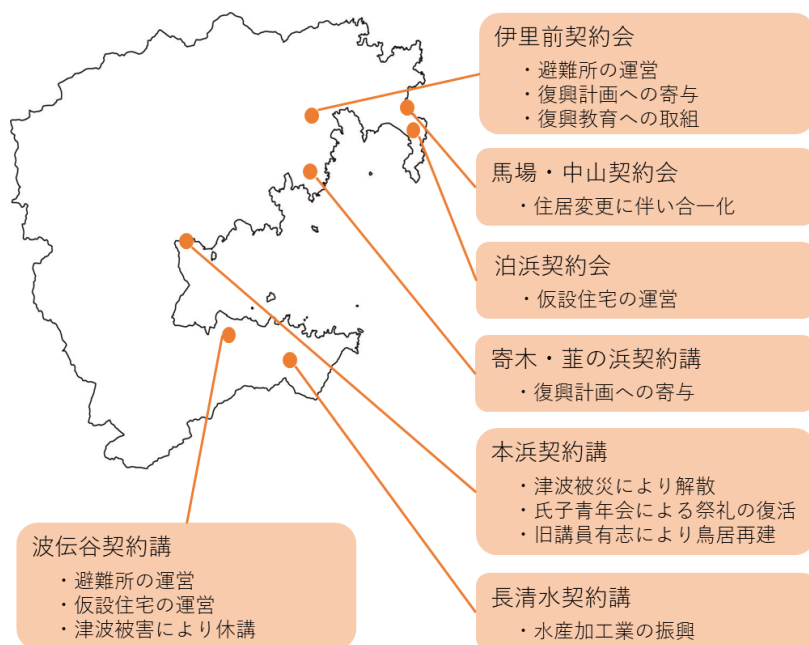 伊里前契約会
・避難所の運営
・復興計画への寄与
・復興教育への取組
馬場・中山契約会
・住居変更に伴い合一化
泊浜契約会
・仮設住宅の運営
寄木・韮の浜契約講
・復興計画への寄与
本浜契約講
・津波被災により解散
・氏子青年会による祭礼の復活
・旧講員有志により鳥居再建
波伝谷契約講
・避難所の運営
・仮設住宅の運営
・津波被害により休講
長清水契約講
・水産加工業の振興